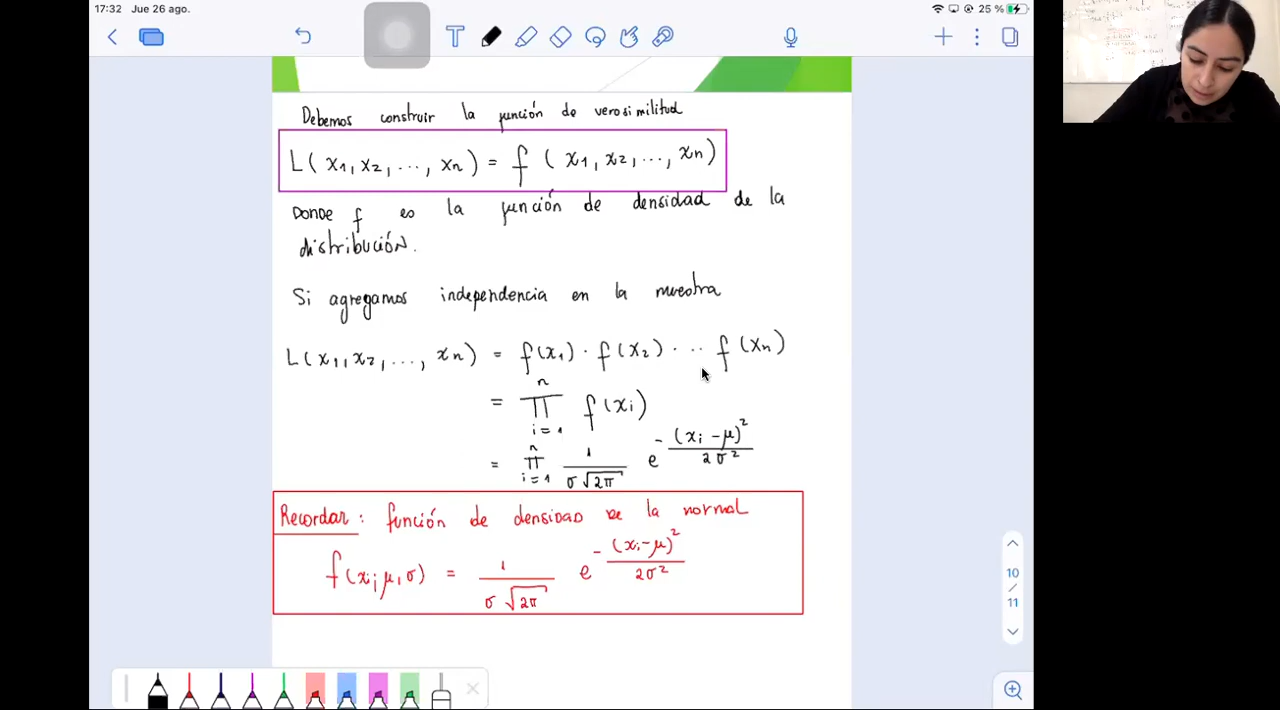 17:32 Jue 26 ago.
25 %
Debemos construir la función de verosimilitud
L( x1, x2, ..., xn) = f ( x1, x2, ..., xn)
Donde f es la función de densidad de la
distribución.
Si agregamos independencia en la muestra
L( x1, x2, ..., xn) = f(x1) · f(x2) · ... f(xn)
= ∏_{i=1}^{n} f(xi)
= ∏_{i=1}^{n} 1/(σ√2π) e^{-(xi - μ)²/2σ²}
Recordar: función de densidad de la normal
f(x; μ, σ) = 1/(σ√2π) e^{-(xi-μ)²/2σ²}
10
/
11